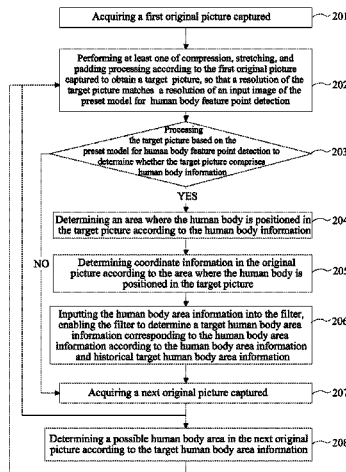 Acquiring a first original picture captured
201
Performing at least one of compression, stretching, and
padding processing according to the first original picture
captured to obtain a target picture, so that a resolution of
the target picture matches a resolution of an input image of the
preset model for human body feature point detection
202
Processing
the target picture based on the
preset model for human body feature point detection to
determine whether the target picture comprises
human body information
203
YES
NO
Determining an area where the human body is positioned in
the target picture according to the human body information
204
Determining coordinate information in the original
picture according to the area where the human body is
positioned in the target picture
205
Inputting the human body area information into the filter,
enabling the filter to determine a target human body area
information corresponding to the human body area
information according to the human body area information
and historical target human body area information
206
Acquiring a next original picture captured
207
Determining a possible human body area in the next original
picture according to the target human body area information
208